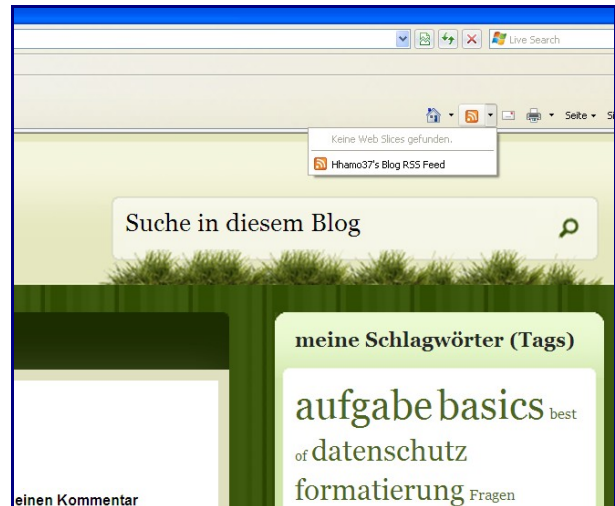 Live Search
Seite
Keine Web Slices gefunden.
Hhamo37's Blog RSS Feed
Suche in diesem Blog
meine Schlagwörter (Tags)
aufgabe basics best
of datenschutz
formatierung Fragen
einen Kommentar